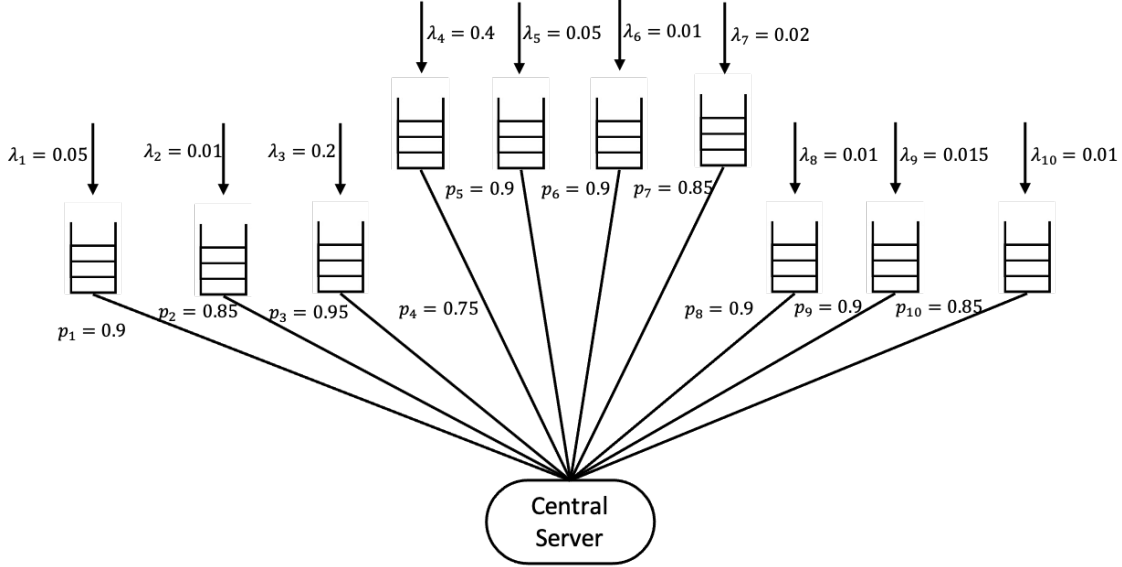 λ₄ = 0.4
λ₅ = 0.05
λ₆ = 0.01
λ₇ = 0.02
λ₁ = 0.05
λ₂ = 0.01
λ₃ = 0.2
λ₈ = 0.01
λ₉ = 0.015
λ₁₀ = 0.01
p₅ = 0.9
p₆ = 0.9
p₇ = 0.85
p₁ = 0.9
p₂ = 0.85
p₃ = 0.95
p₄ = 0.75
p₈ = 0.9
p₉ = 0.9
p₁₀ = 0.85
Central
Server